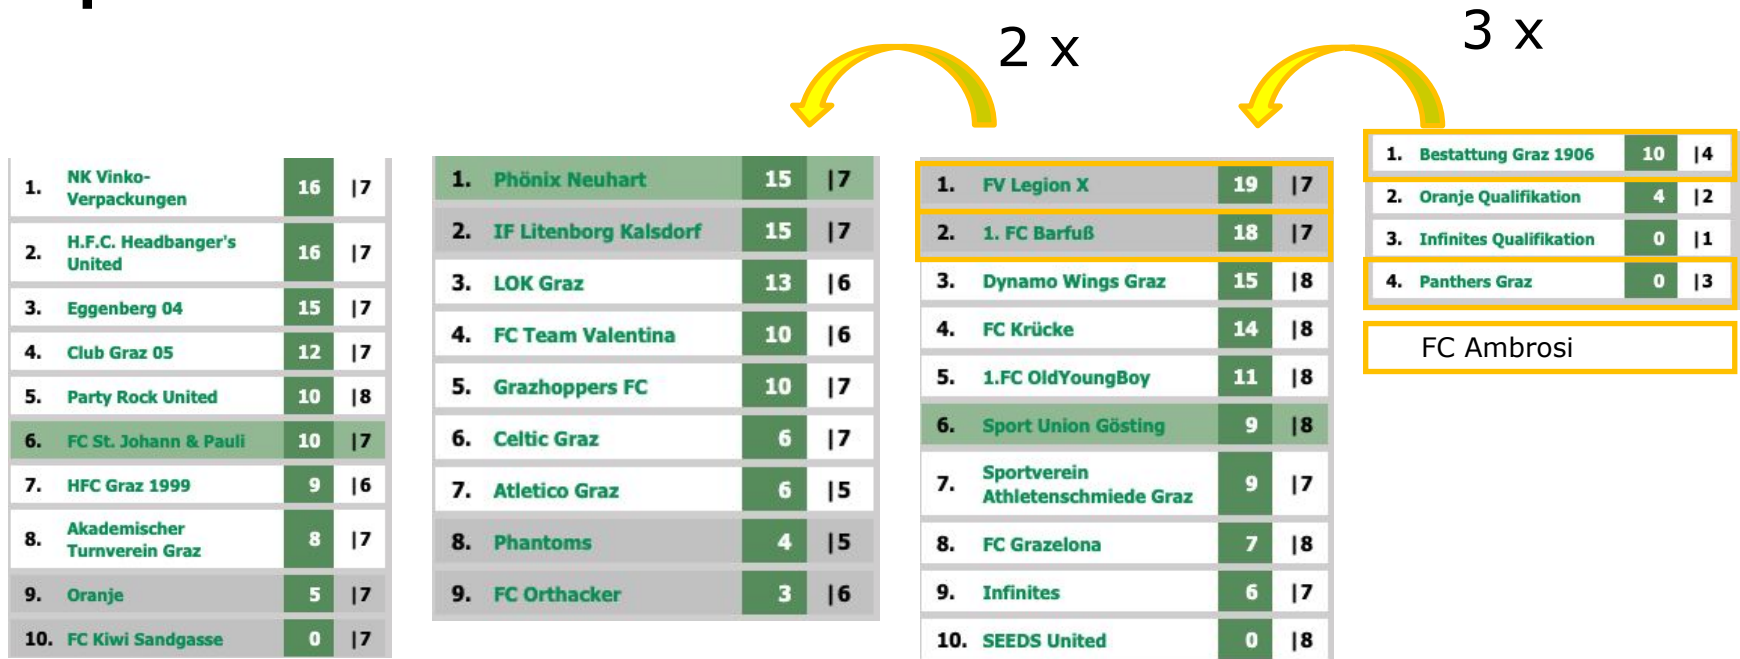 2 x
3 x
1. NK Vinko-
Verpackungen 16 |7
2. H.F.C. Headbanger's
United 16 |7
3. Eggenberg 04 15 |7
4. Club Graz 05 12 |7
5. Party Rock United 10 |8
6. FC St. Johann & Pauli 10 |7
7. HFC Graz 1999 9 |6
8. Akademischer
Turnverein Graz 8 |7
9. Oranje 5 |7
10. FC Kiwi Sandgasse 0 |7
1. Phönix Neuhart 15 |7
2. IF Litenborg Kalsdorf 15 |7
3. LOK Graz 13 |6
4. FC Team Valentina 10 |6
5. Grazhoppers FC 10 |7
6. Celtic Graz 6 |7
7. Atletico Graz 6 |5
8. Phantoms 4 |5
9. FC Orthacker 3 |6
1. FV Legion X 19 |7
2. 1. FC Barfuß 18 |7
3. Dynamo Wings Graz 15 |8
4. FC Krücke 14 |8
5. 1.FC OldYoungBoy 11 |8
6. Sport Union Gösting 9 |8
7. Sportverein
Athletenschmiede Graz 9 |7
8. FC Grazelona 7 |8
9. Infinites 6 |7
10. SEEDS United 0 |8
1. Bestattung Graz 1906 10 |4
2. Oranje Qualifikation 4 |2
3. Infinites Qualifikation 0 |1
4. Panthers Graz 0 |3
FC Ambrosi